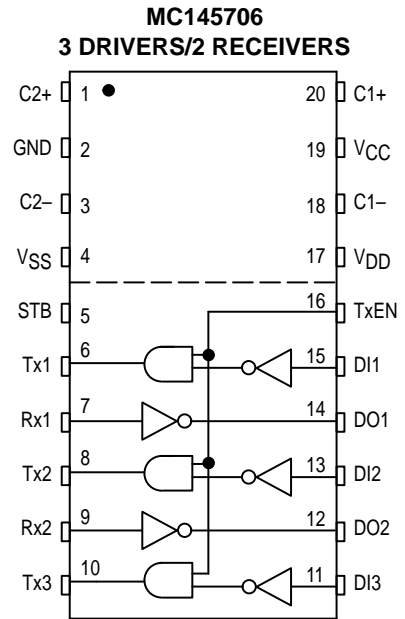 MC145706
3 DRIVERS/2 RECEIVERS
C2+ 1 20 C1+
GND 2 19 VCC
C2– 3 18 C1–
VSS 4 17 VDD
STB 5 16 TxEN
Tx1 6 15 DI1
Rx1 7 14 DO1
Tx2 8 13 DI2
Rx2 9 12 DO2
Tx3 10 11 DI3